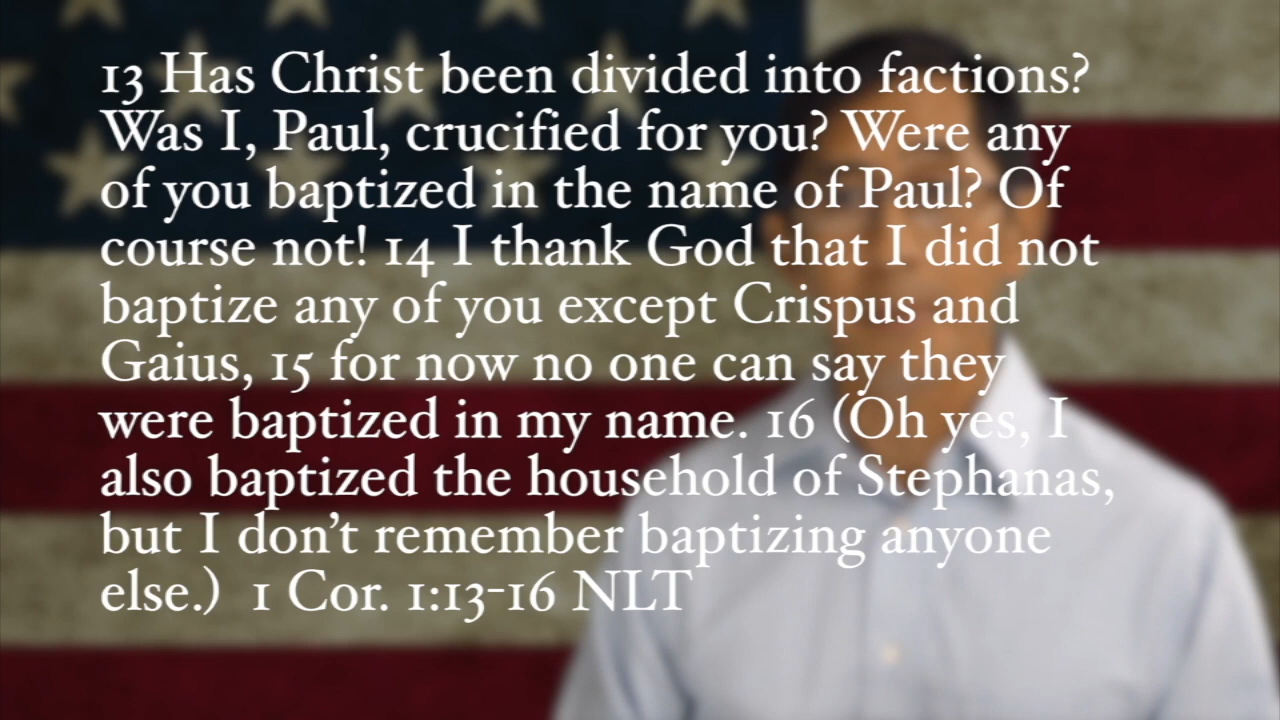 13 Has Christ been divided into factions?
Was I, Paul, crucified for you? Were any
of you baptized in the name of Paul? Of
course not! 14 I thank God that I did not
baptize any of you except Crispus and
Gaius, 15 for now no one can say they
were baptized in my name. 16 (Oh yes, I
also baptized the household of Stephanas,
but I don’t remember baptizing anyone
else.)  1 Cor. 1:13-16 NLT